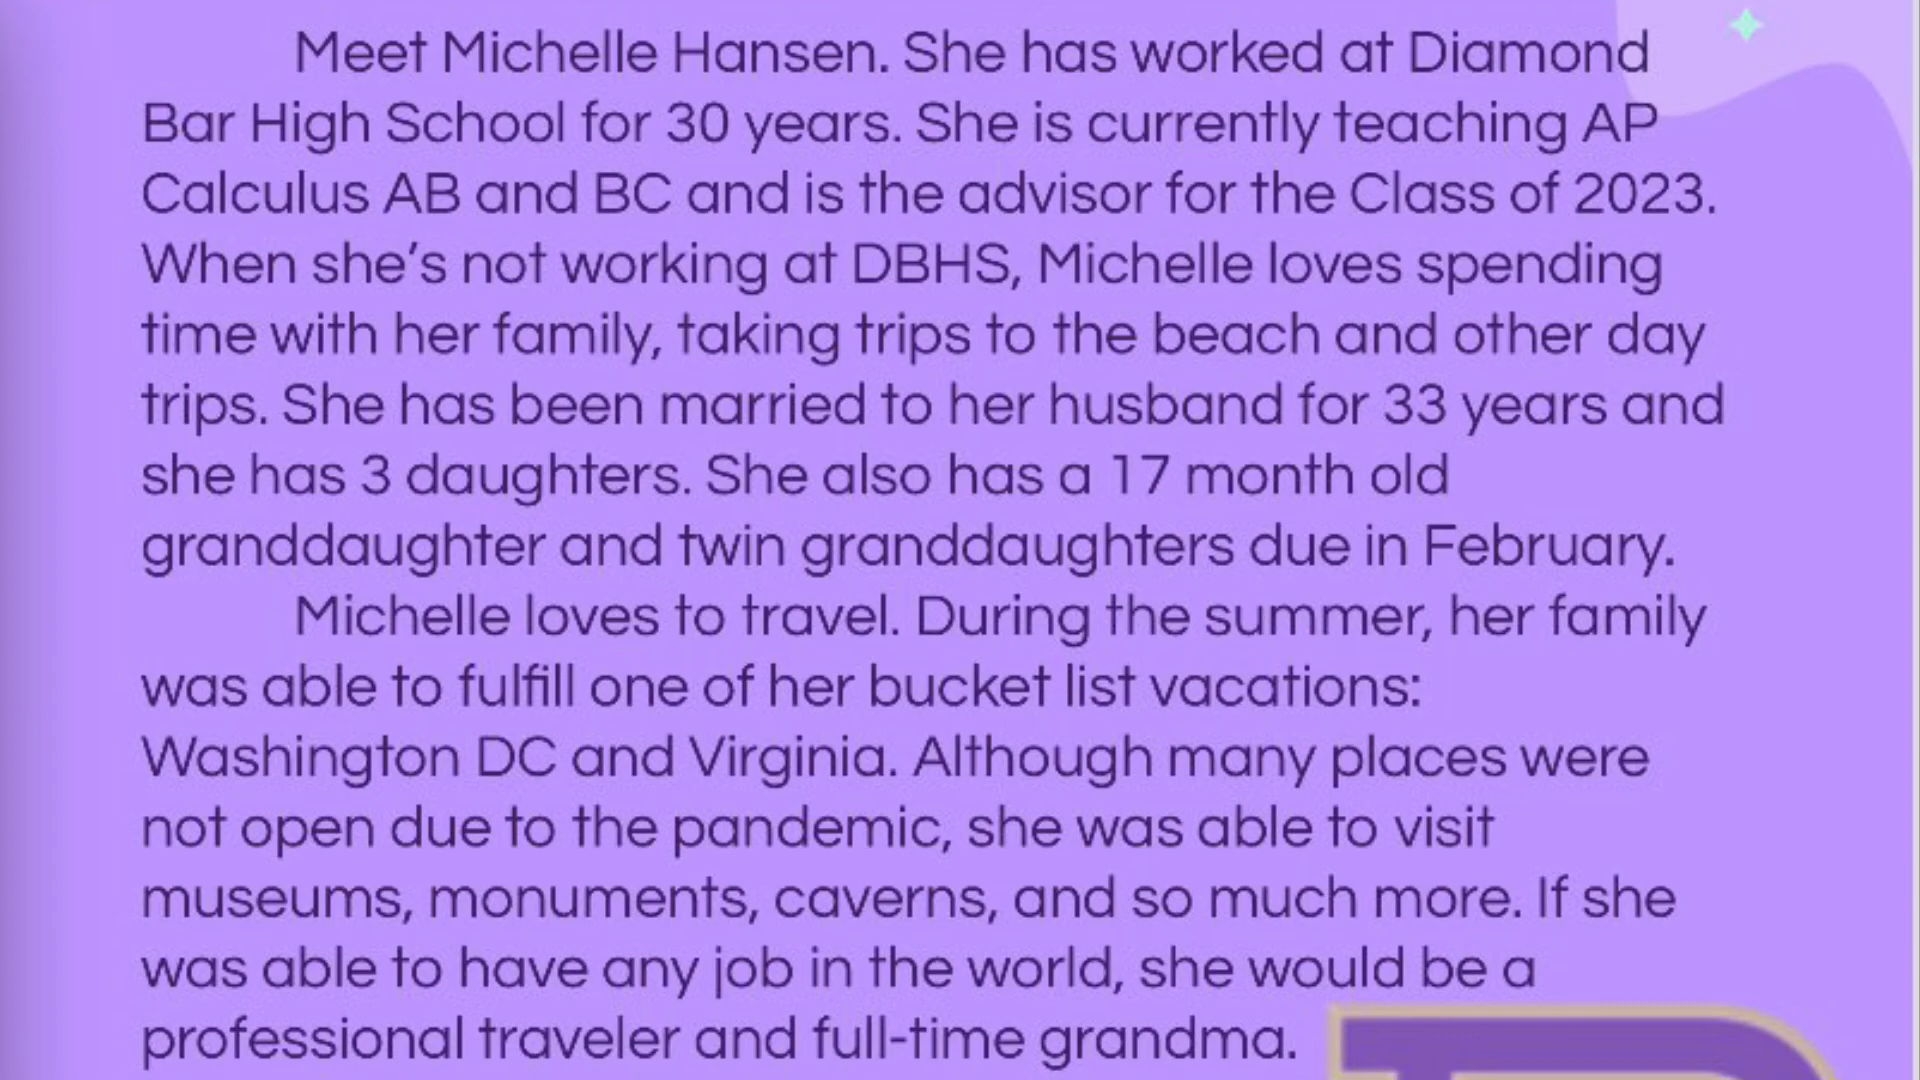 Meet Michelle Hansen. She has worked at Diamond
Bar High School for 30 years. She is currently teaching AP
Calculus AB and BC and is the advisor for the Class of 2023.
When she’s not working at DBHS, Michelle loves spending
time with her family, taking trips to the beach and other day
trips. She has been married to her husband for 33 years and
she has 3 daughters. She also has a 17 month old
granddaughter and twin granddaughters due in February.
Michelle loves to travel. During the summer, her family
was able to fulfill one of her bucket list vacations:
Washington DC and Virginia. Although many places were
not open due to the pandemic, she was able to visit
museums, monuments, caverns, and so much more. If she
was able to have any job in the world, she would be a
professional traveler and full-time grandma.